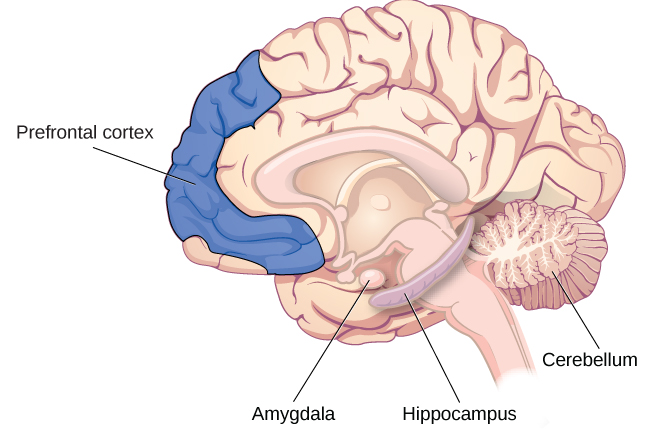 Prefrontal cortex
Cerebellum
Amygdala
Hippocampus